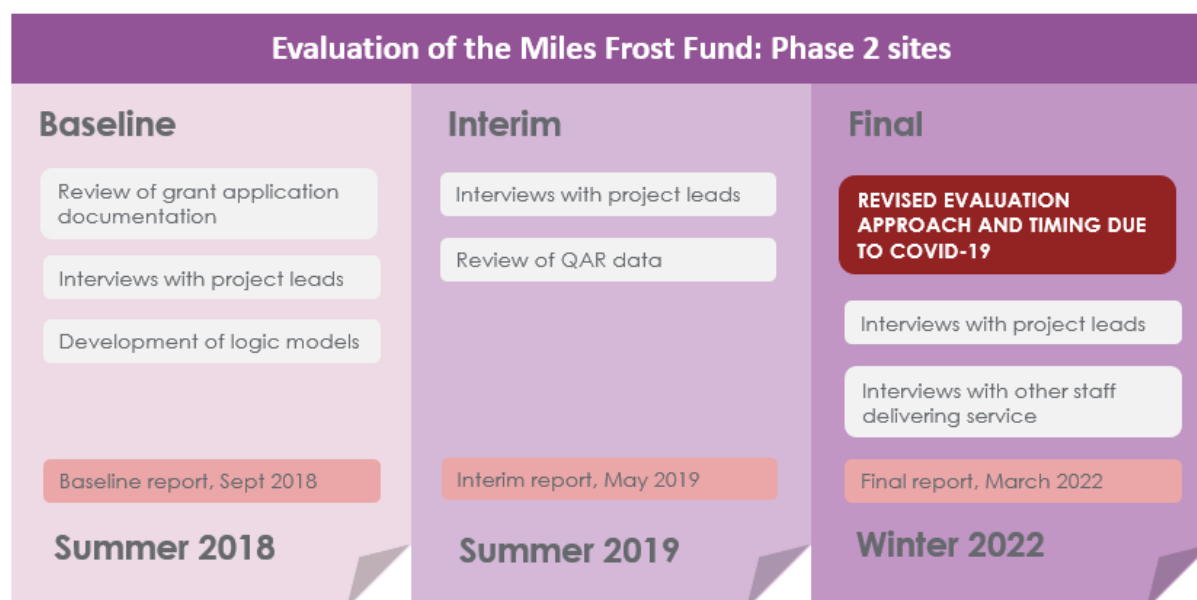 Evaluation of the Miles Frost Fund: Phase 2 sites
Baseline
Review of grant application
documentation
Interviews with project leads
Development of logic models
Baseline report, Sept 2018
Summer 2018
Interim
Interviews with project leads
Review of QAR data
Interim report, May 2019
Summer 2019
Final
REVISED EVALUATION
APPROACH AND TIMING DUE
TO COVID-19
Interviews with project leads
Interviews with other staff
delivering service
Final report, March 2022
Winter 2022